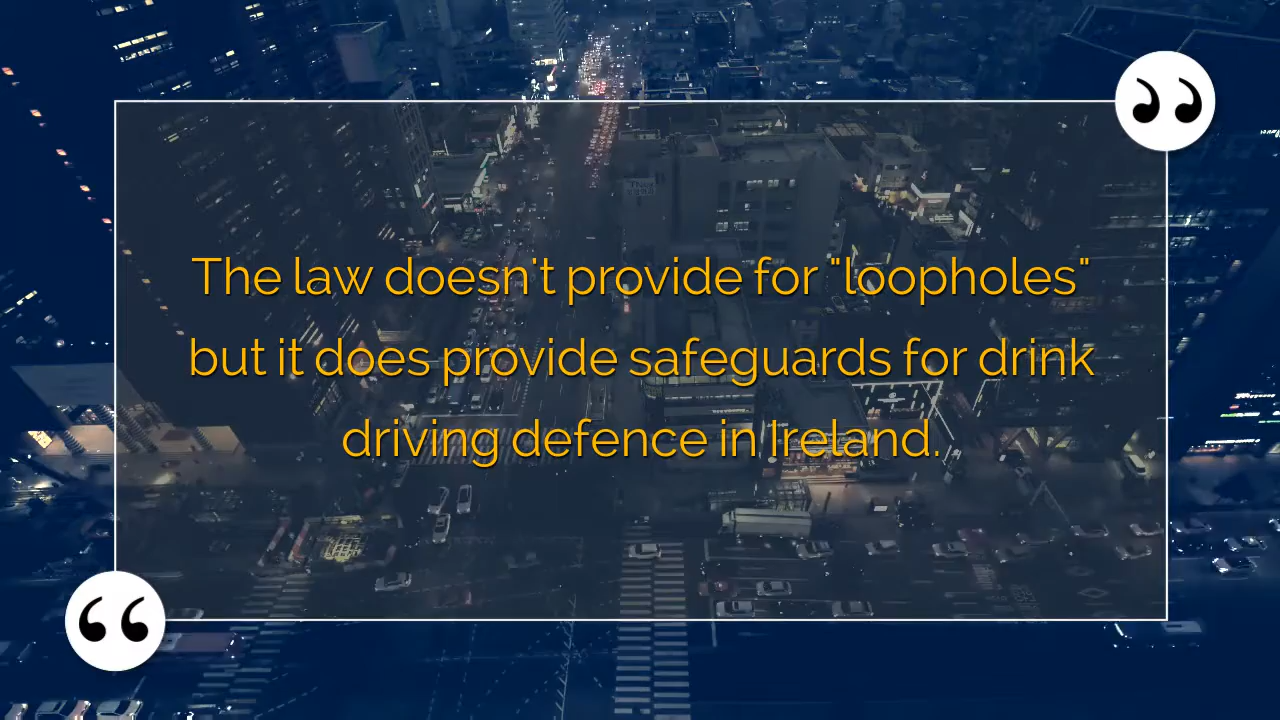 The law doesn't provide for "loopholes"
but it does provide safeguards for drink
driving defence in Ireland.